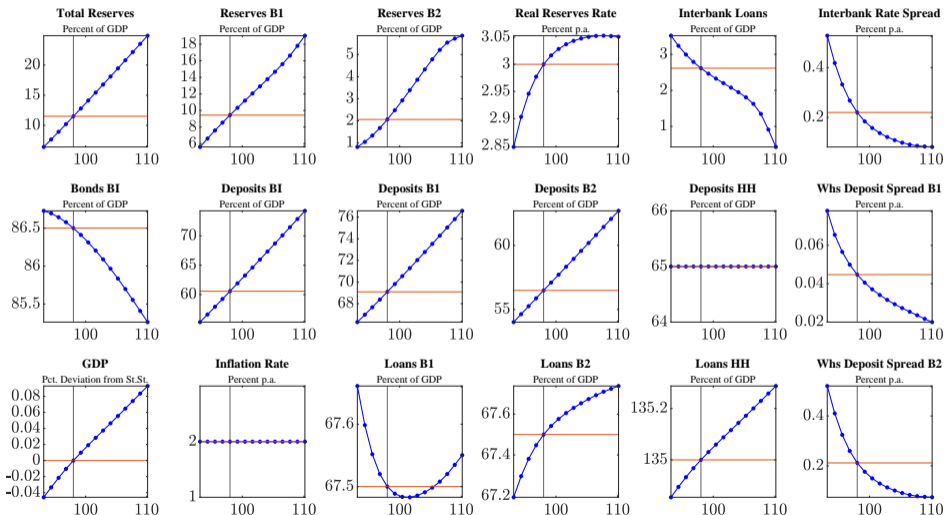 Total Reserves
Percent of GDP
20
15
10
100
110
Reserves B1
Percent of GDP
18
16
14
12
10
8
6
100
110
Reserves B2
Percent of GDP
5
4
3
2
1
100
110
Real Reserves Rate
Percent p.a.
3.05
3
2.95
2.9
2.85
100
110
Interbank Loans
Percent of GDP
3
2
1
100
110
Interbank Rate Spread
Percent p.a.
0.4
0.2
100
110
Bonds BI
Percent of GDP
86.5
86
85.5
100
110
Deposits BI
Percent of GDP
70
60
100
110
Deposits B1
Percent of GDP
76
74
72
70
68
100
110
Deposits B2
Percent of GDP
60
55
100
110
Deposits HH
Percent of GDP
66
65
64
100
110
Whs Deposit Spread B1
Percent p.a.
0.06
0.04
0.02
100
110
GDP
Pct. Deviation from St.St.
0.08
0.06
0.04
0.02
0
-0.02
-0.04
100
110
Inflation Rate
Percent p.a.
2
1
100
110
Loans B1
Percent of GDP
67.6
67.5
100
110
Loans B2
Percent of GDP
67.6
67.4
67.2
100
110
Loans HH
Percent of GDP
135.2
135
100
110
Whs Deposit Spread B2
Percent p.a.
0.4
0.2
100
110